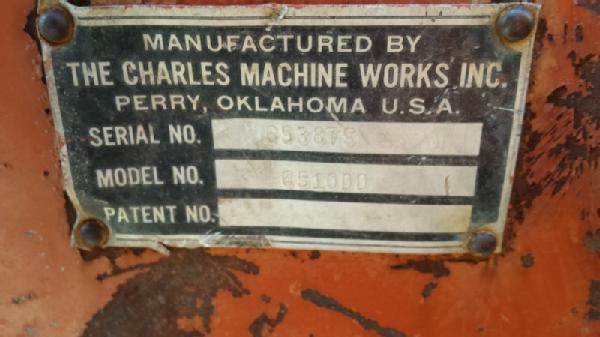 MANUFACTURED BY
THE CHARLES MACHINE WORKS INC.
PERRY, OKLAHOMA U.S.A.
SERIAL NO.
MODEL NO.
PATENT NO.